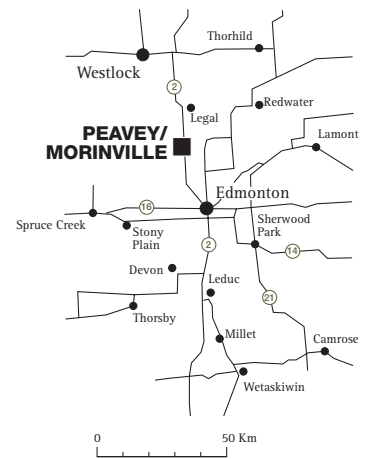 Thorhild
Westlock
2
Redwater
Legal
PEAVEY/
MORINVILLE
Lamont
Edmonton
16
Spruce Creek
Stony
Plain
Sherwood
Park
2
14
Devon
Leduc
21
Thorsby
Millet
Camrose
Wetaskiwin
0
50 Km